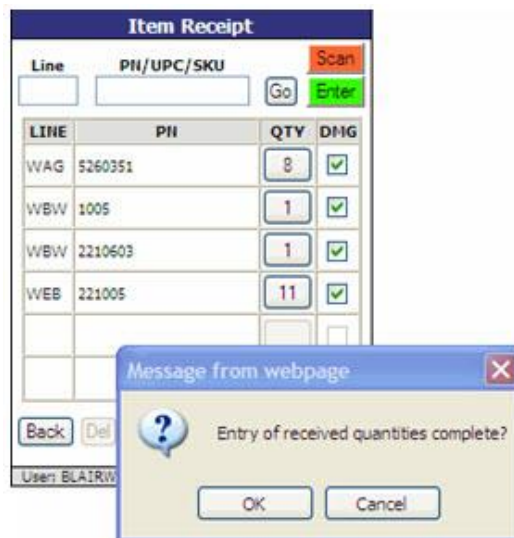 Item Receipt
Line PN/UPC/SKU Scan
Go Enter
LINE PN QTY DMG
WAG 5260351 8
WBW 1005 1
WBW 2210603 1
WEB 221005 11
Message from webpage
Back Del Entry of received quantities complete?
User: BLAIRW
OK Cancel